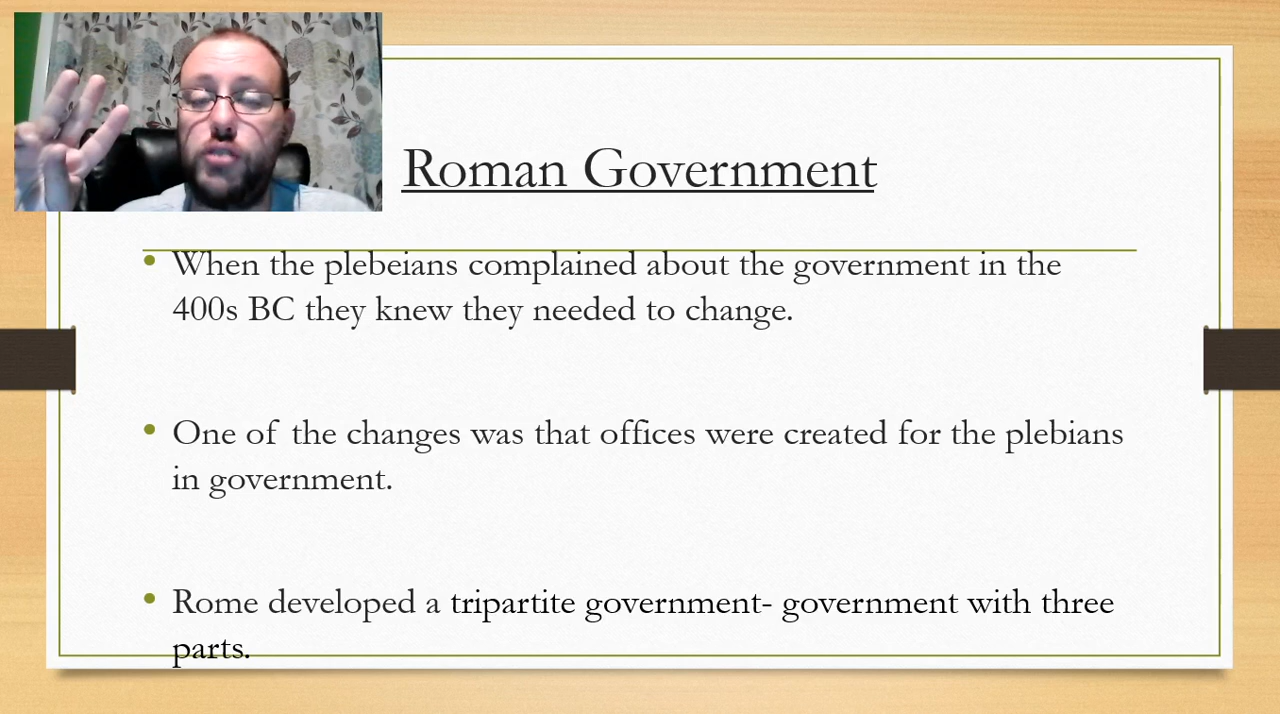 Roman Government
• When the plebeians complained about the government in the
400s BC they knew they needed to change.
• One of the changes was that offices were created for the plebians
in government.
• Rome developed a tripartite government- government with three
parts.